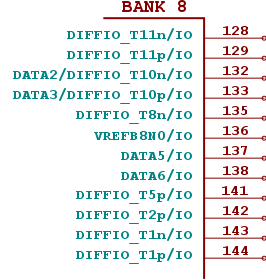 BANK 8
DIFFIO_T11n/IO 128
DIFFIO_T11p/IO 129
DATA2/DIFFIO_T10n/IO 132
DATA3/DIFFIO_T10p/IO 133
DIFFIO_T8n/IO 135
VREFB8N0/IO 136
DATA5/IO 137
DATA6/IO 138
DIFFIO_T5p/IO 141
DIFFIO_T2p/IO 142
DIFFIO_T1n/IO 143
DIFFIO_T1p/IO 144